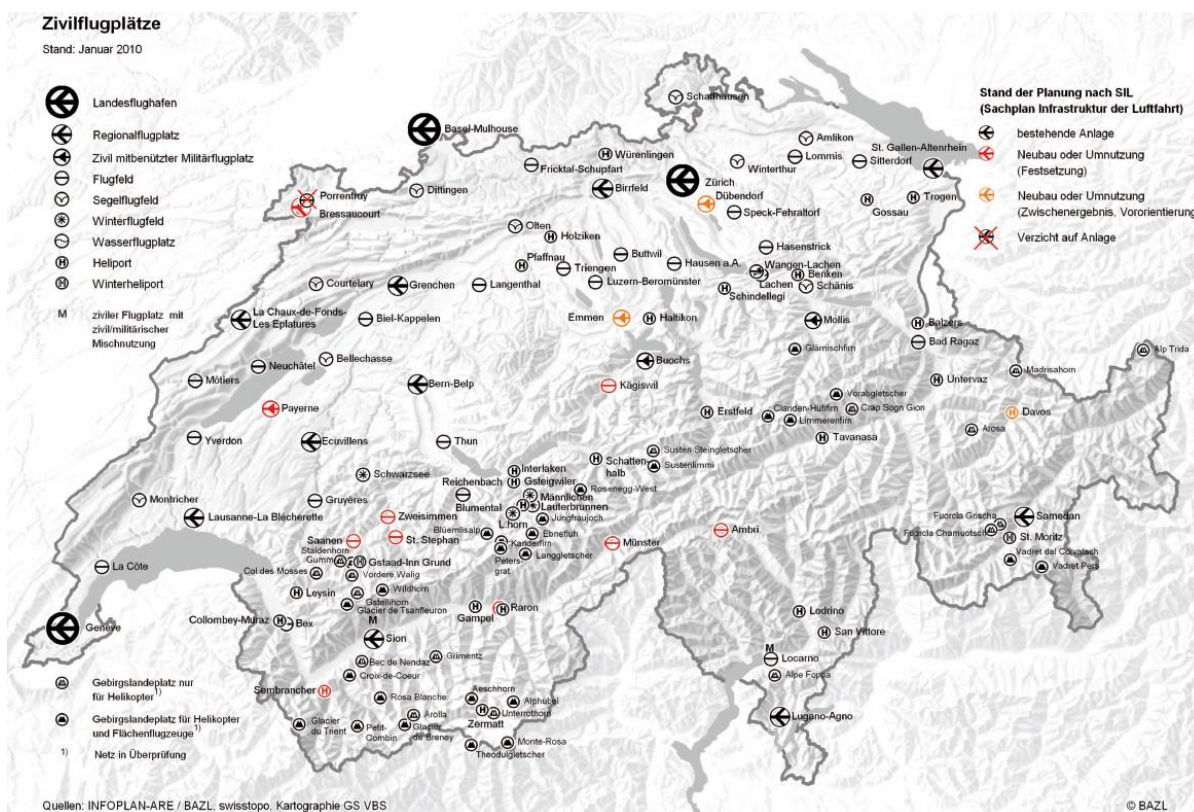 Zivilflugplätze
Stand: Januar 2010
Landesflughafen
Regionalflugplatz
Zivil mitbenützter Militärflugplatz
Flugfeld
Segelflugfeld
Winterflugfeld
Wasserflugplatz
Heliport
Winterheliport
M ziviler Flugplatz mit
zivil/militärischer
Mischnutzung
Stand der Planung nach SIL
(Sachplan Infrastruktur der Luftfahrt)
bestehende Anlage
Neubau oder Umnutzung
(Festsetzung)
Neubau oder Umnutzung
(Zwischenergebnis, Vororientierung
Verzicht auf Anlage
Schaffhausen
Basel-Mulhouse
Amlikon
St. Gallen-Altenrhein
Würenlingen
Lommis
Sitterdorf
Fricktal-Schupfart
Winterthur
Dittingen
Birrfeld
Zürich
Dübendorf
Trogen
Gossau
Porrentruy
Bressaucourt
Speck-Fehraltorf
Olten
Holziken
Hasenstrick
Buttwil
Pfaffnau
Triengen
Hausen a.A.
Wangen-Lachen
Benken
Lachen
Schänis
Schindellegi
Courtelary
Grenchen
Langenthal
Luzern-Beromünster
La Chaux-de-Fonds-
Les Eplatures
Biel-Kappelen
Emmen
Haltikon
Mollis
Balzers
Bad Ragaz
Glärnischfirn
Alp Trida
Bellechasse
Neuchâtel
Buochs
Madrisahorn
Môtiers
Bern-Belp
Kägiswil
Untervaz
Vorabgletscher
Payerne
Erstfeld
Clariden-Hüfifirn
Crap Sogn Gion
Limmerenfirn
Davos
Arosa
Tavanasa
Yverdon
Ecuvillens
Thun
Susten Steingletscher
Schatten
halb
Sustenlimmi
Interlaken
Gsteigwiler
Schwarzsee
Reichenbach
Rosenegg-West
Männlichen
Lauterbrunnen
Montricher
Gruyéres
Blumental
Lausanne-La Blécherette
Zweisimmen
L'horn
Jungfraujoch
Fuorcla Grischa
Samedan
Ambri
Blüemlisalp
Ebnefluh
Fuorcla Chamuotsch
St. Moritz
Saanen
St. Stephan
Kanderfirn
Münster
Staldenhorn
Gumm
Gstaad-Inn Grund
Peters-
grat
Langgletscher
Vadret dal Corvatsch
Vadret Pers
La Côte
Col des Mosses
Vordere Walig
Wildhorn
Leysin
Gstellihorn
Glacier de Tsanfleuron
Gampel
Raron
Lodrino
Genève
Collombey-Muraz
Bex
M
Sion
San Vittore
M
Locarno
Grimentz
Bec de Nendaz
Croix-de-Coeur
Alpe Foppa
Sembrancher
Rosa Blanche
Aeschhorn
Alphubel
Arolla
Unterrothorn
Zermatt
Lugano-Agno
Glacier
du Trient
Petit-
Combin
Glacier
du Breney
Monte-Rosa
Theodulgletscher
Gebirgslandeplatz nur
für Helikopter 1)
Gebirgslandeplatz für Helikopter
und Flächenflugzeuge 1)
1) Netz in Überprüfung
Quellen: INFOPLAN-ARE / BAZL, swisstopo, Kartographie GS VBS
© BAZL